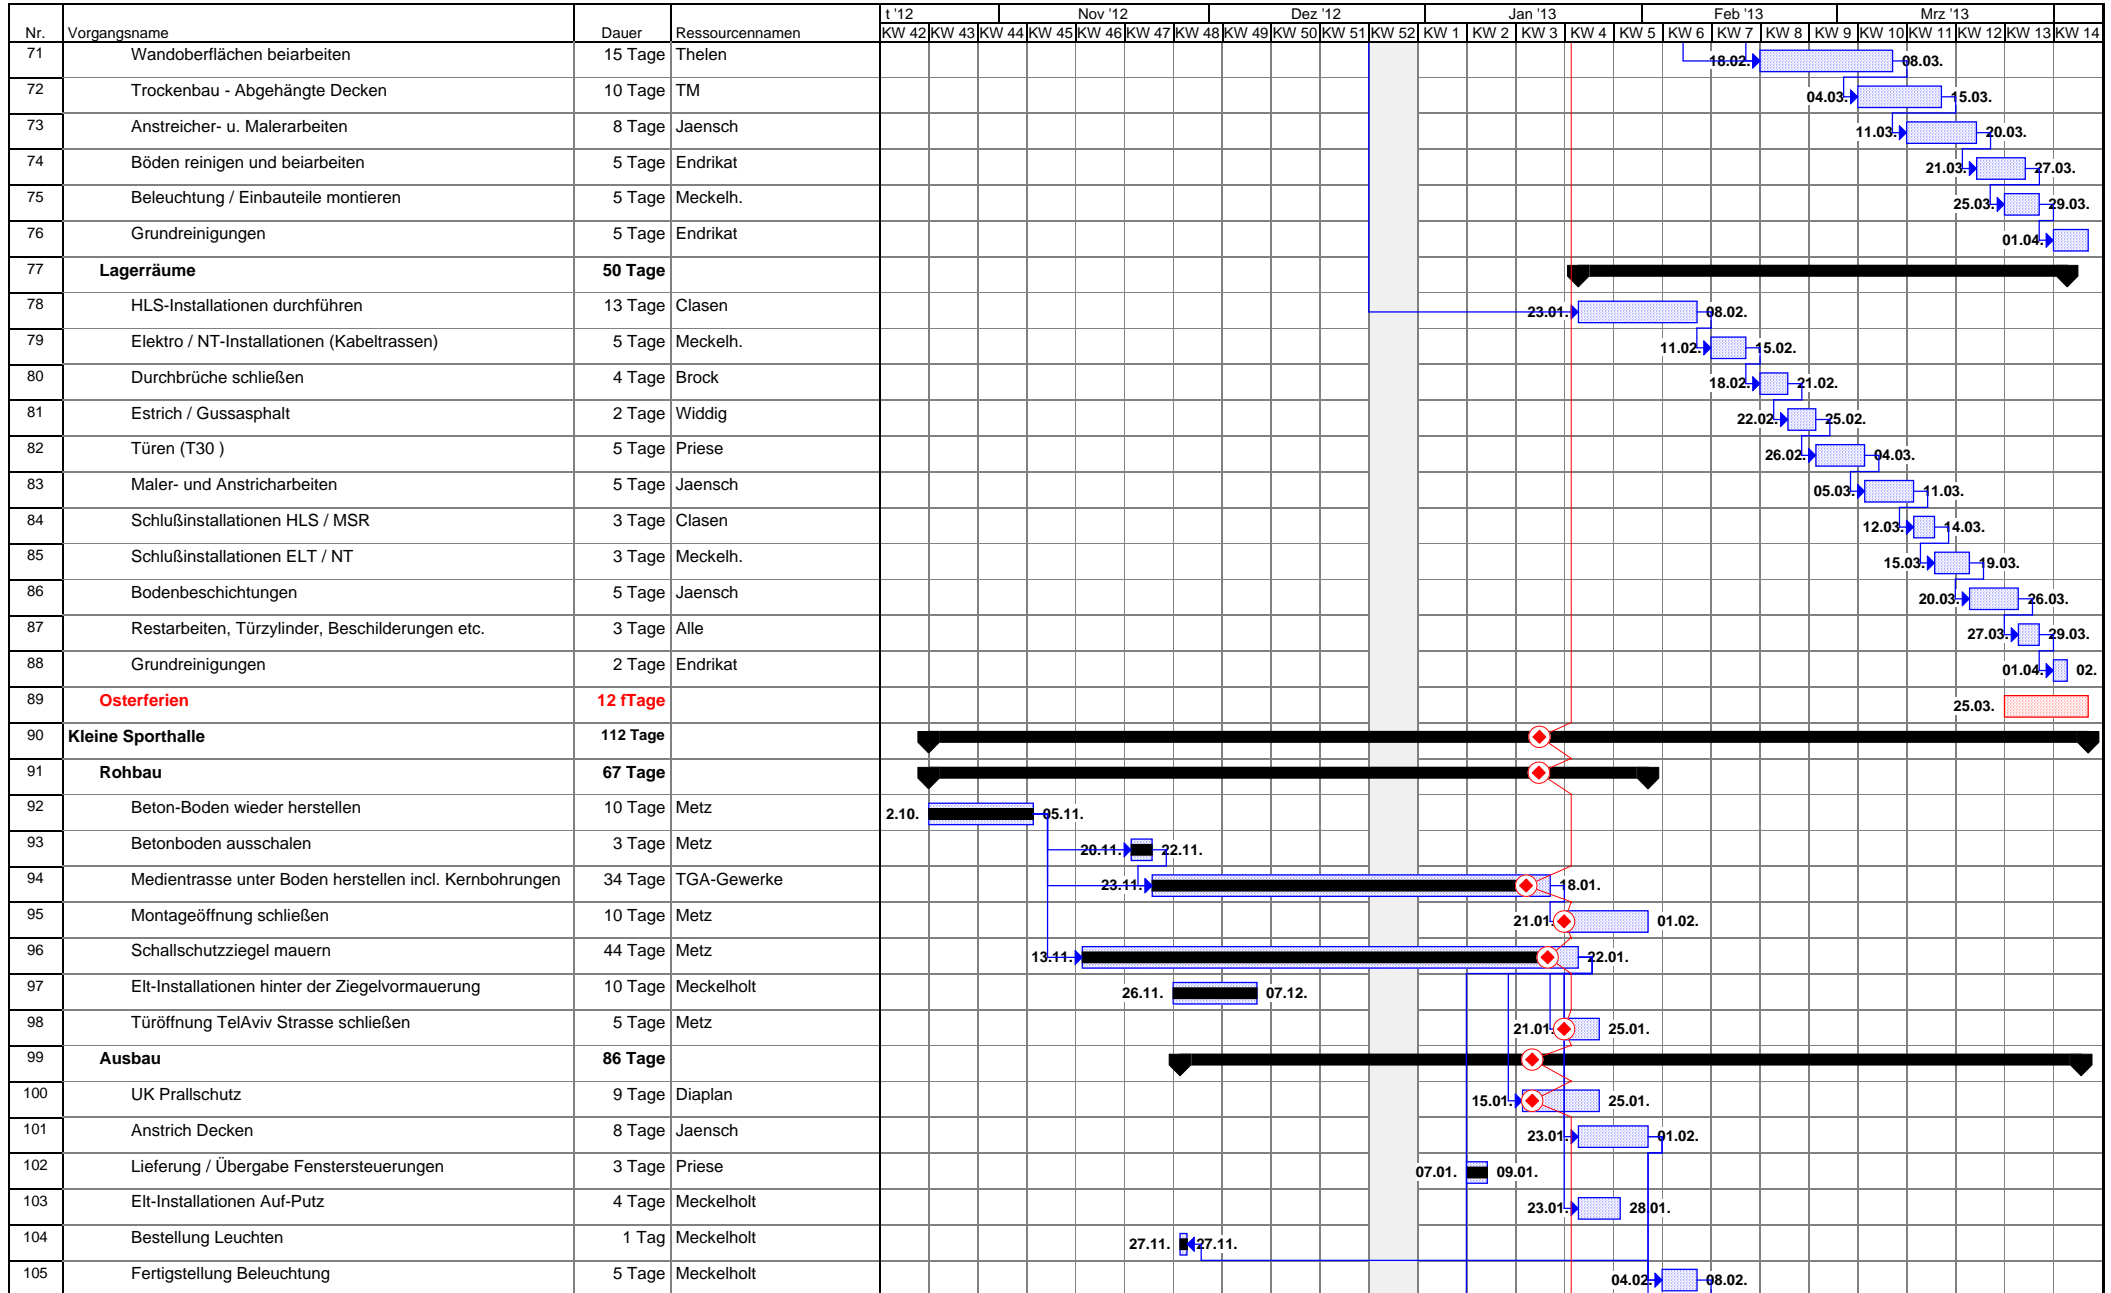 t '12 Nov '12 Dez '12 Jan '13 Feb '13 Mrz '13
Nr. Vorgangsname Dauer Ressourcennamen KW 42 KW 43 KW 44 KW 45 KW 46 KW 47 KW 48 KW 49 KW 50 KW 51 KW 52 KW 1 KW 2 KW 3 KW 4 KW 5 KW 6 KW 7 KW 8 KW 9 KW 10 KW 11 KW 12 KW 13 KW 14
71 Wandoberflächen beiarbeiten 15 Tage Thelen 18.02. 08.03.
72 Trockenbau - Abgehängte Decken 10 Tage TM 04.03. 15.03.
73 Anstreicher- u. Malerarbeiten 8 Tage Jaensch 11.03. 20.03.
74 Böden reinigen und beiarbeiten 5 Tage Endrikat 21.03. 27.03.
75 Beleuchtung / Einbauteile montieren 5 Tage Meckelh. 25.03. 29.03.
76 Grundreinigungen 5 Tage Endrikat 01.04.
77 Lagerräume 50 Tage
78 HLS-Installationen durchführen 13 Tage Clasen 23.01. 08.02.
79 Elektro / NT-Installationen (Kabeltrassen) 5 Tage Meckelh. 11.02. 15.02.
80 Durchbrüche schließen 4 Tage Brock 18.02. 21.02.
81 Estrich / Gussasphalt 2 Tage Widdig 22.02. 25.02.
82 Türen (T30 ) 5 Tage Priese 26.02. 04.03.
83 Maler- und Anstricharbeiten 5 Tage Jaensch 05.03. 11.03.
84 Schlußinstallationen HLS / MSR 3 Tage Clasen 12.03. 14.03.
85 Schlußinstallationen ELT / NT 3 Tage Meckelh. 15.03. 19.03.
86 Bodenbeschichtungen 5 Tage Jaensch 20.03. 26.03.
87 Restarbeiten, Türzylinder, Beschilderungen etc. 3 Tage Alle 27.03. 29.03.
88 Grundreinigungen 2 Tage Endrikat 01.04. 02.
89 Osterferien 12 fTage 25.03.
90 Kleine Sporthalle 112 Tage
91 Rohbau 67 Tage
92 Beton-Boden wieder herstellen 10 Tage Metz 2.10. 05.11.
93 Betonboden ausschalen 3 Tage Metz 20.11. 22.11.
94 Medientrasse unter Boden herstellen incl. Kernbohrungen 34 Tage TGA-Gewerke 23.11. 18.01.
95 Montageöffnung schließen 10 Tage Metz 21.01. 01.02.
96 Schallschutzziegel mauern 44 Tage Metz 13.11. 22.01.
97 Elt-Installationen hinter der Ziegelvormauerung 10 Tage Meckelholt 26.11. 07.12.
98 Türöffnung TelAviv Strasse schließen 5 Tage Metz 21.01. 25.01.
99 Ausbau 86 Tage
100 UK Prallschutz 9 Tage Diaplan 15.01. 25.01.
101 Anstrich Decken 8 Tage Jaensch 23.01. 01.02.
102 Lieferung / Übergabe Fenstersteuerungen 3 Tage Priese 07.01. 09.01.
103 Elt-Installationen Auf-Putz 4 Tage Meckelholt 23.01. 28.01.
104 Bestellung Leuchten 1 Tag Meckelholt 27.11. 27.11.
105 Fertigstellung Beleuchtung 5 Tage Meckelholt 04.02. 08.02.